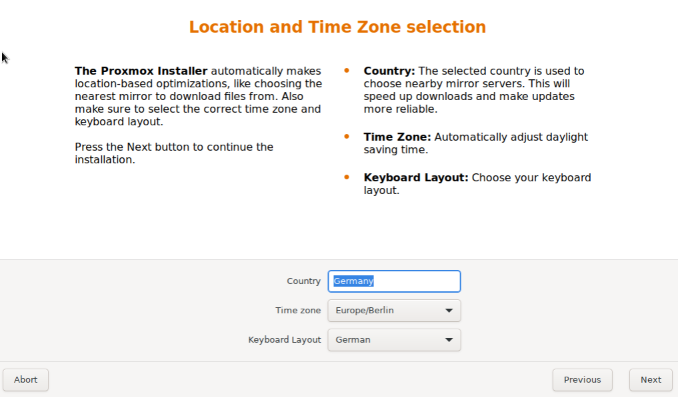 Location and Time Zone selection
The Proxmox Installer automatically makes
location-based optimizations, like choosing the
nearest mirror to download files from. Also
make sure to select the correct time zone and
keyboard layout.
Press the Next button to continue the
installation.
Country: The selected country is used to
choose nearby mirror servers. This will
speed up downloads and make updates
more reliable.
Time Zone: Automatically adjust daylight
saving time.
Keyboard Layout: Choose your keyboard
layout.
Country Germany
Time zone Europe/Berlin
Keyboard Layout German
Abort Previous Next